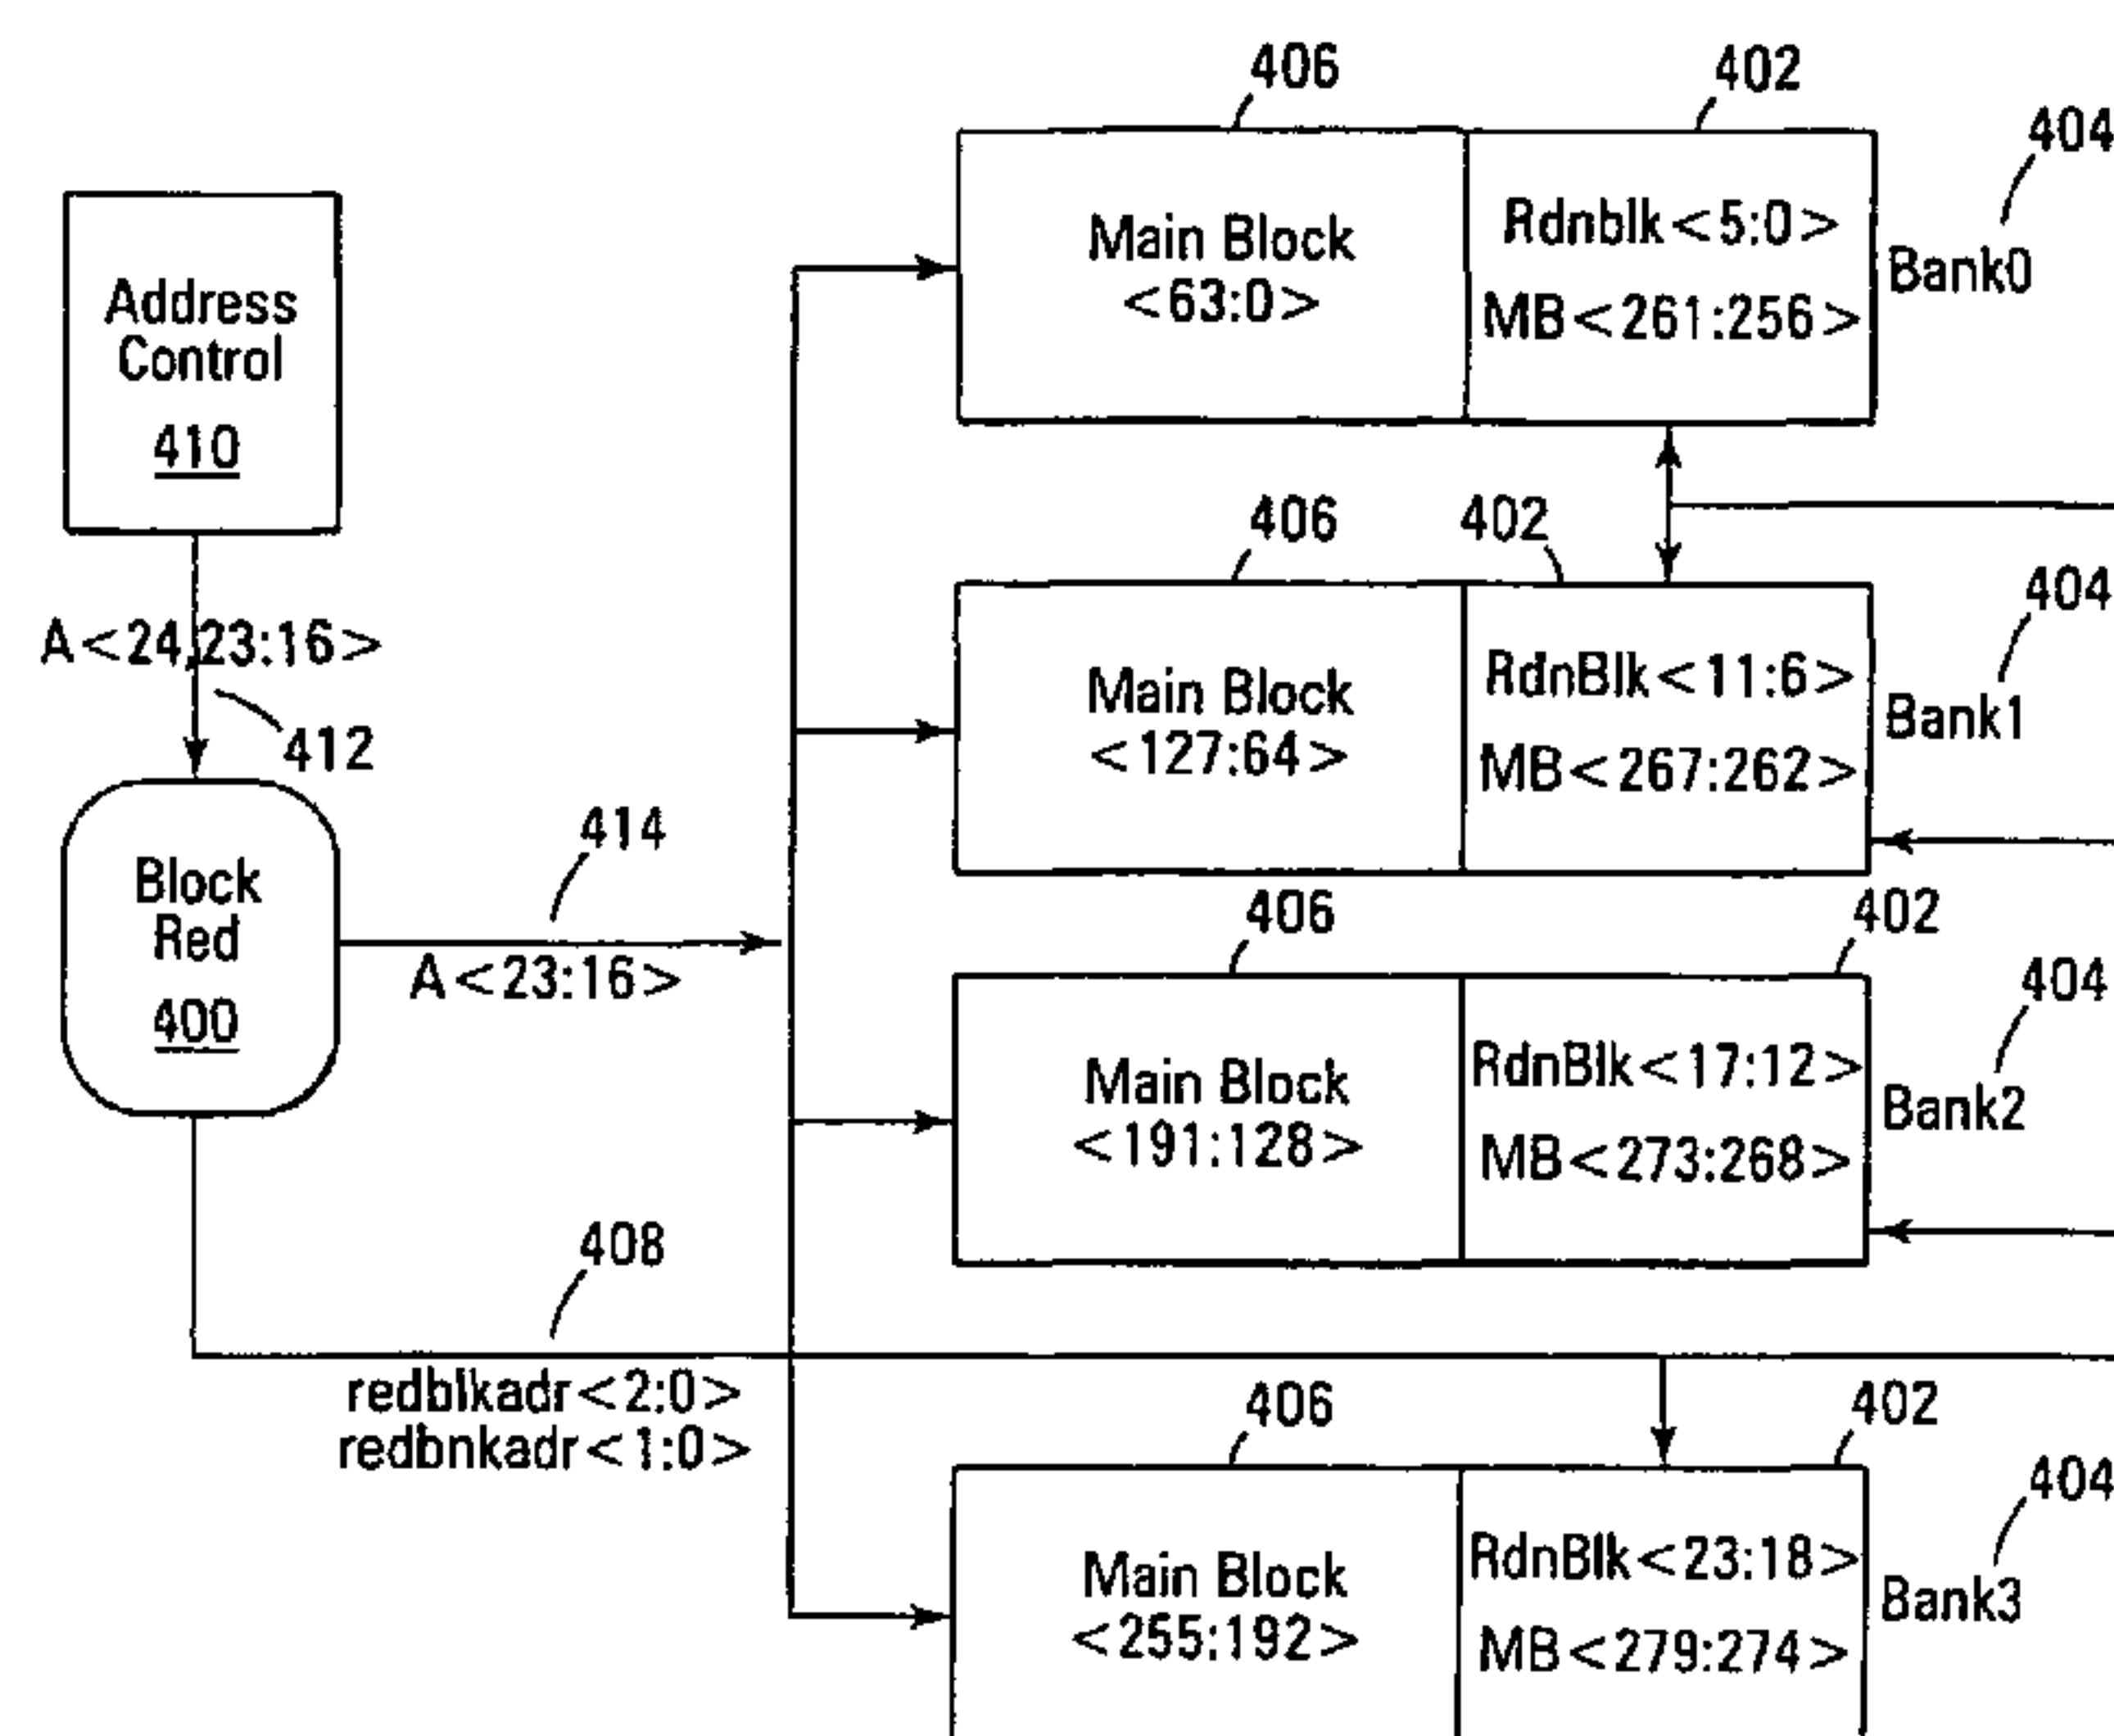 406
402
404
Main Block
<63:0>
Rdnblk<5:0>
MB<261:256>
Bank0
Address
Control
410
A<24,23:16>
412
406
402
404
Main Block
<127:64>
RdnBlk<11:6>
MB<267:262>
Bank1
Block
Red
400
414
A<23:16>
406
402
404
Main Block
<191:128>
RdnBlk<17:12>
MB<273:268>
Bank2
408
redblkadr<2:0>
redbnkadr<1:0>
406
402
404
Main Block
<255:192>
RdnBlk<23:18>
MB<279:274>
Bank3